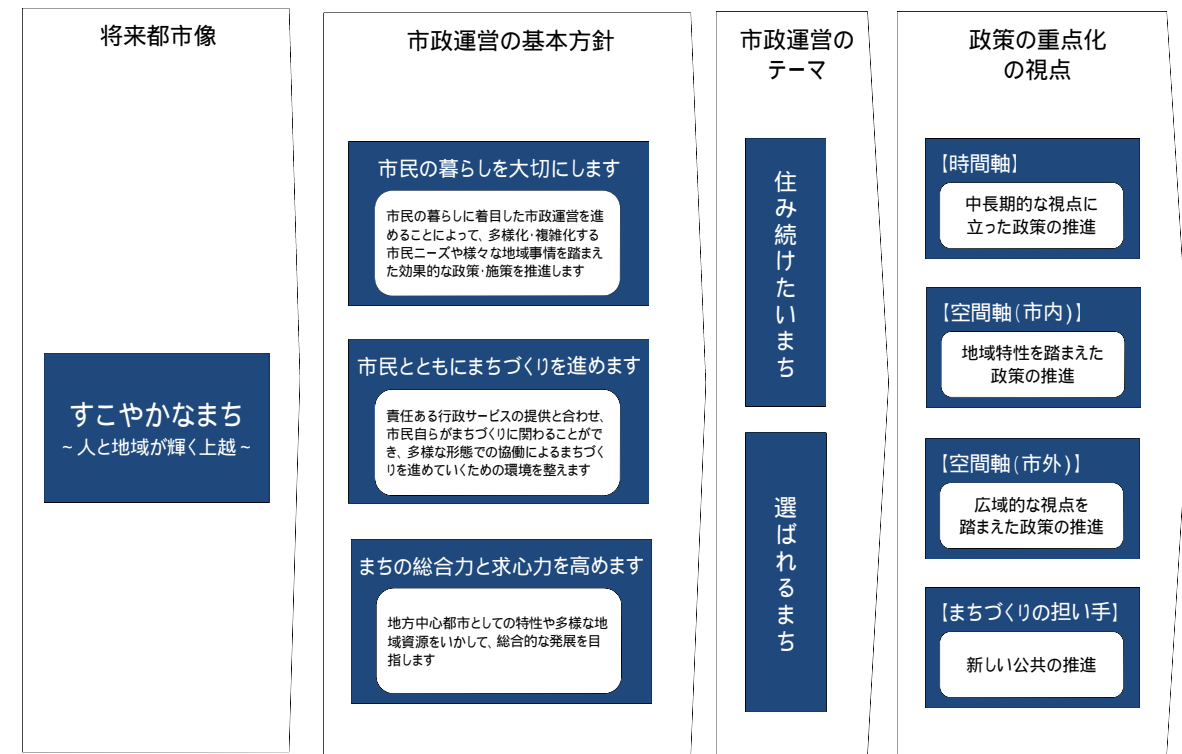 将来都市像
すこやかなまち
~人と地域が輝く上越~
市政運営の基本方針
市民の暮らしを大切にします
市民の暮らしに着目した市政運営を進
めることによって、多様化・複雑化する
市民ニーズや様々な地域事情を踏まえ
た効果的な政策・施策を推進します
市民とともにまちづくりを進めます
責任ある行政サービスの提供と合わせ、
市民自らがまちづくりに関わることがで
き、多様な形態での協働によるまちづく
りを進めていくための環境を整えます
まちの総合力と求心力を高めます
地方中心都市としての特性や多様な地
域資源をいかして、総合的な発展を目
指します
市政運営の
テーマ
住み続けたいまち
選ばれるまち
政策の重点化
の視点
【時間軸】
中長期的な視点に
立った政策の推進
【空間軸(市内)】
地域特性を踏まえた
政策の推進
【空間軸(市外)】
広域的な視点を
踏まえた政策の推進
【まちづくりの担い手】
新しい公共の推進